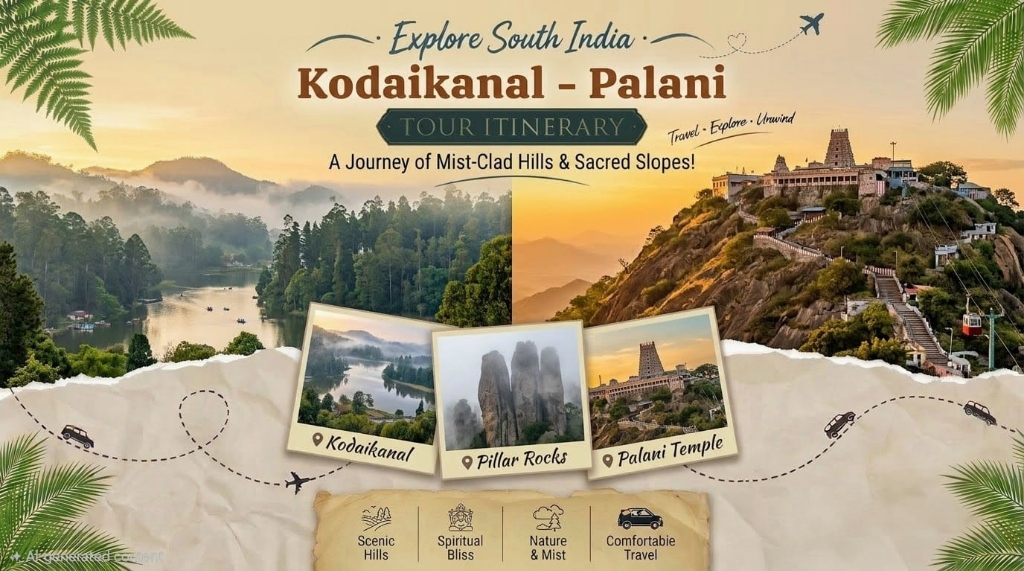 Explore South India
Kodaikanal - Palani
TOUR ITINERARY
Travel - Explore - Unwind
A Journey of Mist-Clad Hills & Sacred Slopes!
Kodaikanal
Pillar Rocks
Palani Temple
Scenic
Hills
Spiritual
Bliss
Nature
& Mist
Comfortable
Travel
AI generated content